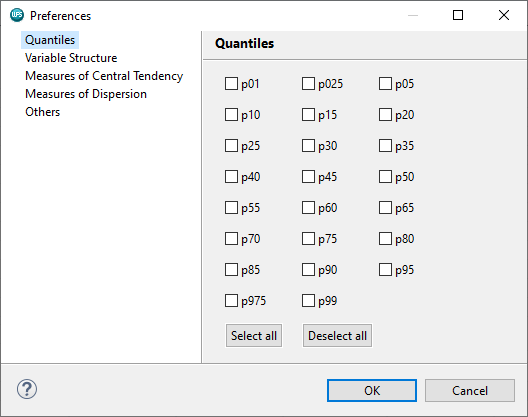 WPS Preferences
Quantiles
Variable Structure
Measures of Central Tendency
Measures of Dispersion
Others
Quantiles
p01 p025 p05
p10 p15 p20
p25 p30 p35
p40 p45 p50
p55 p60 p65
p70 p75 p80
p85 p90 p95
p975 p99
Select all Deselect all
? OK Cancel